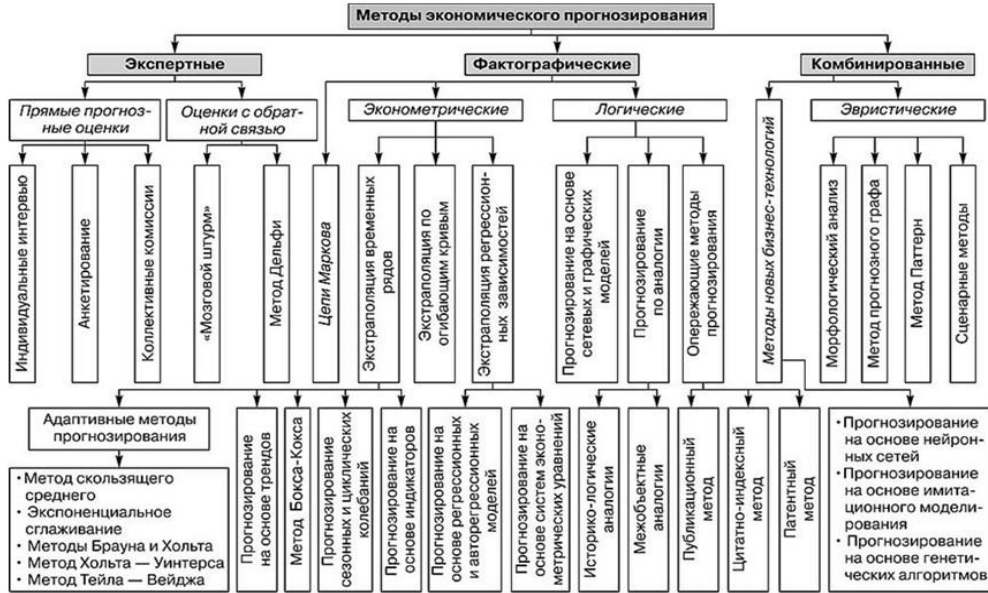 Методы экономического прогнозирования
Экспертные
Фактографические
Комбинированные
Прямые прогноз-
ные оценки
Оценки с обрат-
ной связью
Эконометрические
Логические
Эвристические
Индивидуальные интервью
Анкетирование
Коллективные комиссии
«Мозговой штурм»
Метод Дельфи
Цепи Маркова
Экстраполяция временных
рядов
Экстраполяция по
огибающим кривым
Экстраполяция регрессион-
ных зависимостей
Прогнозирование на основе
сетевых и графических
моделей
Прогнозирование
по аналогии
Опережающие методы
прогнозирования
Методы новых бизнес-технологий
Морфологический анализ
Метод прогнозного графа
Метод Паттерн
Сценарные методы
Адаптивные методы
прогнозирования
• Метод скользящего
среднего
• Экспоненциальное
сглаживание
• Методы Брауна и Хольта
• Метод Хольта — Уинтерса
• Метод Тейла — Вейджа
Прогнозирование
на основе трендов
Метод Бокса-Кокса
Прогнозирование
сезонных и циклических
колебаний
Прогнозирование на
основе индикаторов
Прогнозирование на
основе регрессионных
и авторегрессионных
моделей
Прогнозирование на
основе систем эконо-
метрических уравнений
Историко-логические
аналогии
Межобъектные
аналогии
Публикационный
метод
Цитатно-индексный
метод
Патентный
метод
• Прогнозирование
на основе нейрон-
ных сетей
• Прогнозирование
на основе имита-
ционного модели-
рования
• Прогнозирование
на основе генети-
ческих алгоритмов